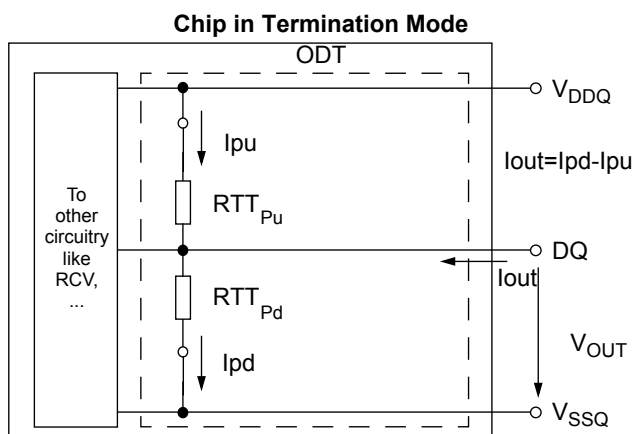 Chip in Termination Mode
ODT
VDDQ
Ipu
Iout=Ipd-Ipu
To
other
circuitry
like
RCV,
...
RTTPu
DQ
Iout
RTTPd
VOUT
Ipd
VSSQ